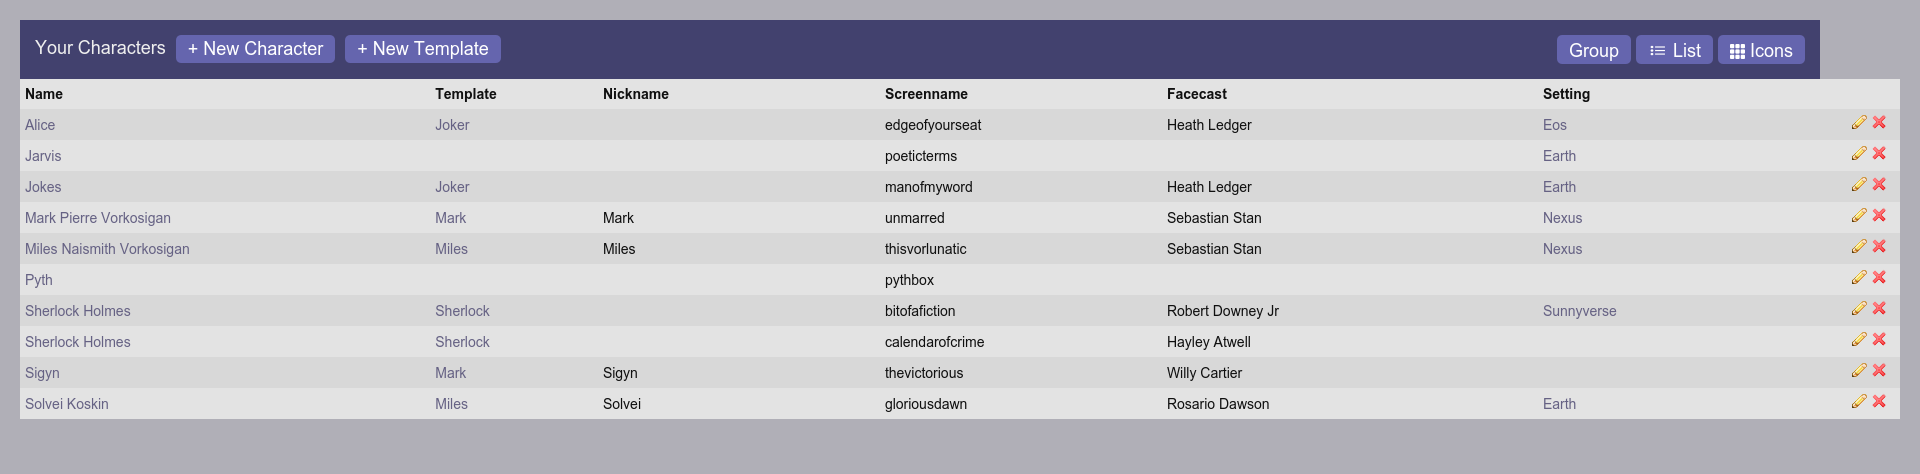 Your Characters + New Character + New Template Group List Icons
Name Template Nickname Screenname Facecast Setting
Alice Joker edgeofyourseat Heath Ledger Eos
Jarvis poeticterms Earth
Jokes Joker manofmyword Heath Ledger Earth
Mark Pierre Vorkosigan Mark Mark unmarred Sebastian Stan Nexus
Miles Naismith Vorkosigan Miles Miles thisvorlunatic Sebastian Stan Nexus
Pyth pythbox
Sherlock Holmes Sherlock bitofafiction Robert Downey Jr Sunnyverse
Sherlock Holmes Sherlock calendarofcrime Hayley Atwell
Sigyn Mark Sigyn thevictorious Willy Cartier
Solvei Koskin Miles Solvei gloriousdawn Rosario Dawson Earth